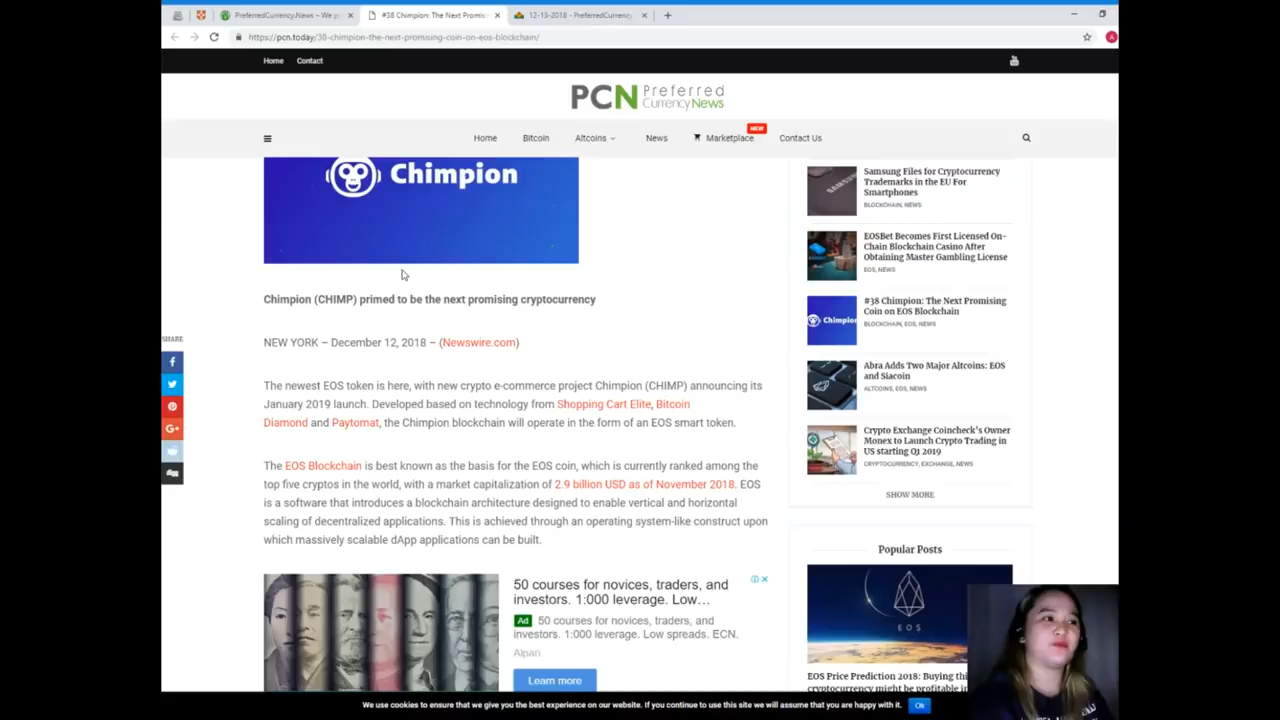 PreferredCurrency.News – We p
#38 Chimpion: The Next Promis
12-13-2018 - PreferredCurrency
https://pcn.today/38-chimpion-the-next-promising-coin-on-eos-blockchain/
Home Contact
PCN Preferred
CurrencyNews
NEW
Home Bitcoin Altcoins News Marketplace Contact Us
Chimpion
Chimpion (CHIMP) primed to be the next promising cryptocurrency
NEW YORK – December 12, 2018 – (Newswire.com)
SHARE
The newest EOS token is here, with new crypto e-commerce project Chimpion (CHIMP) announcing its
January 2019 launch. Developed based on technology from Shopping Cart Elite, Bitcoin
Diamond and Paytomat, the Chimpion blockchain will operate in the form of an EOS smart token.
The EOS Blockchain is best known as the basis for the EOS coin, which is currently ranked among the
top five cryptos in the world, with a market capitalization of 2.9 billion USD as of November 2018. EOS
is a software that introduces a blockchain architecture designed to enable vertical and horizontal
scaling of decentralized applications. This is achieved through an operating system-like construct upon
which massively scalable dApp applications can be built.
50 courses for novices, traders, and
investors. 1:000 leverage. Low…
Ad 50 courses for novices, traders, and
investors. 1:000 leverage. Low spreads. ECN.
Alpari
Learn more
Samsung Files for Cryptocurrency
Trademarks in the EU For
Smartphones
BLOCKCHAIN, NEWS
EOSBet Becomes First Licensed On-
Chain Blockchain Casino After
Obtaining Master Gambling License
EOS, NEWS
Chimpion
#38 Chimpion: The Next Promising
Coin on EOS Blockchain
BLOCKCHAIN, EOS, NEWS
Abra Adds Two Major Altcoins: EOS
and Siacoin
ALTCOINS, EOS, NEWS
Crypto Exchange Coincheck's Owner
Monex to Launch Crypto Trading in
US starting Q1 2019
CRYPTOCURRENCY, EXCHANGE, NEWS
SHOW MORE
Popular Posts
EOS
EOS Price Prediction 2018: Buying thi
cryptocurrency might be profitable in
We use cookies to ensure that we give you the best experience on our website. If you continue to use this site we will assume that you are happy with it. Ok